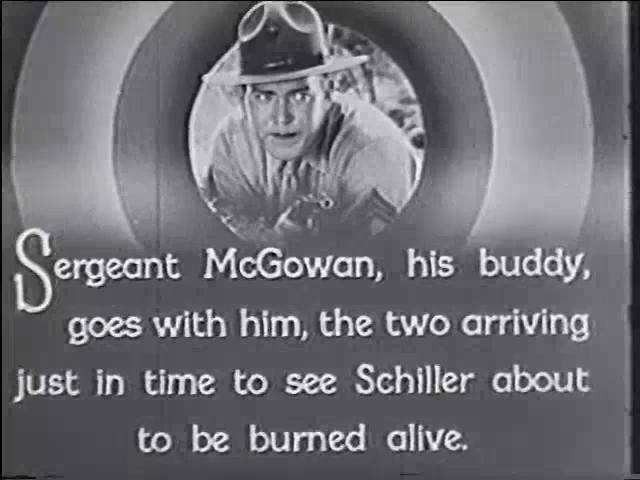 Sergeant McGowan, his buddy,
goes with him, the two arriving
just in time to see Schiller about
to be burned alive.